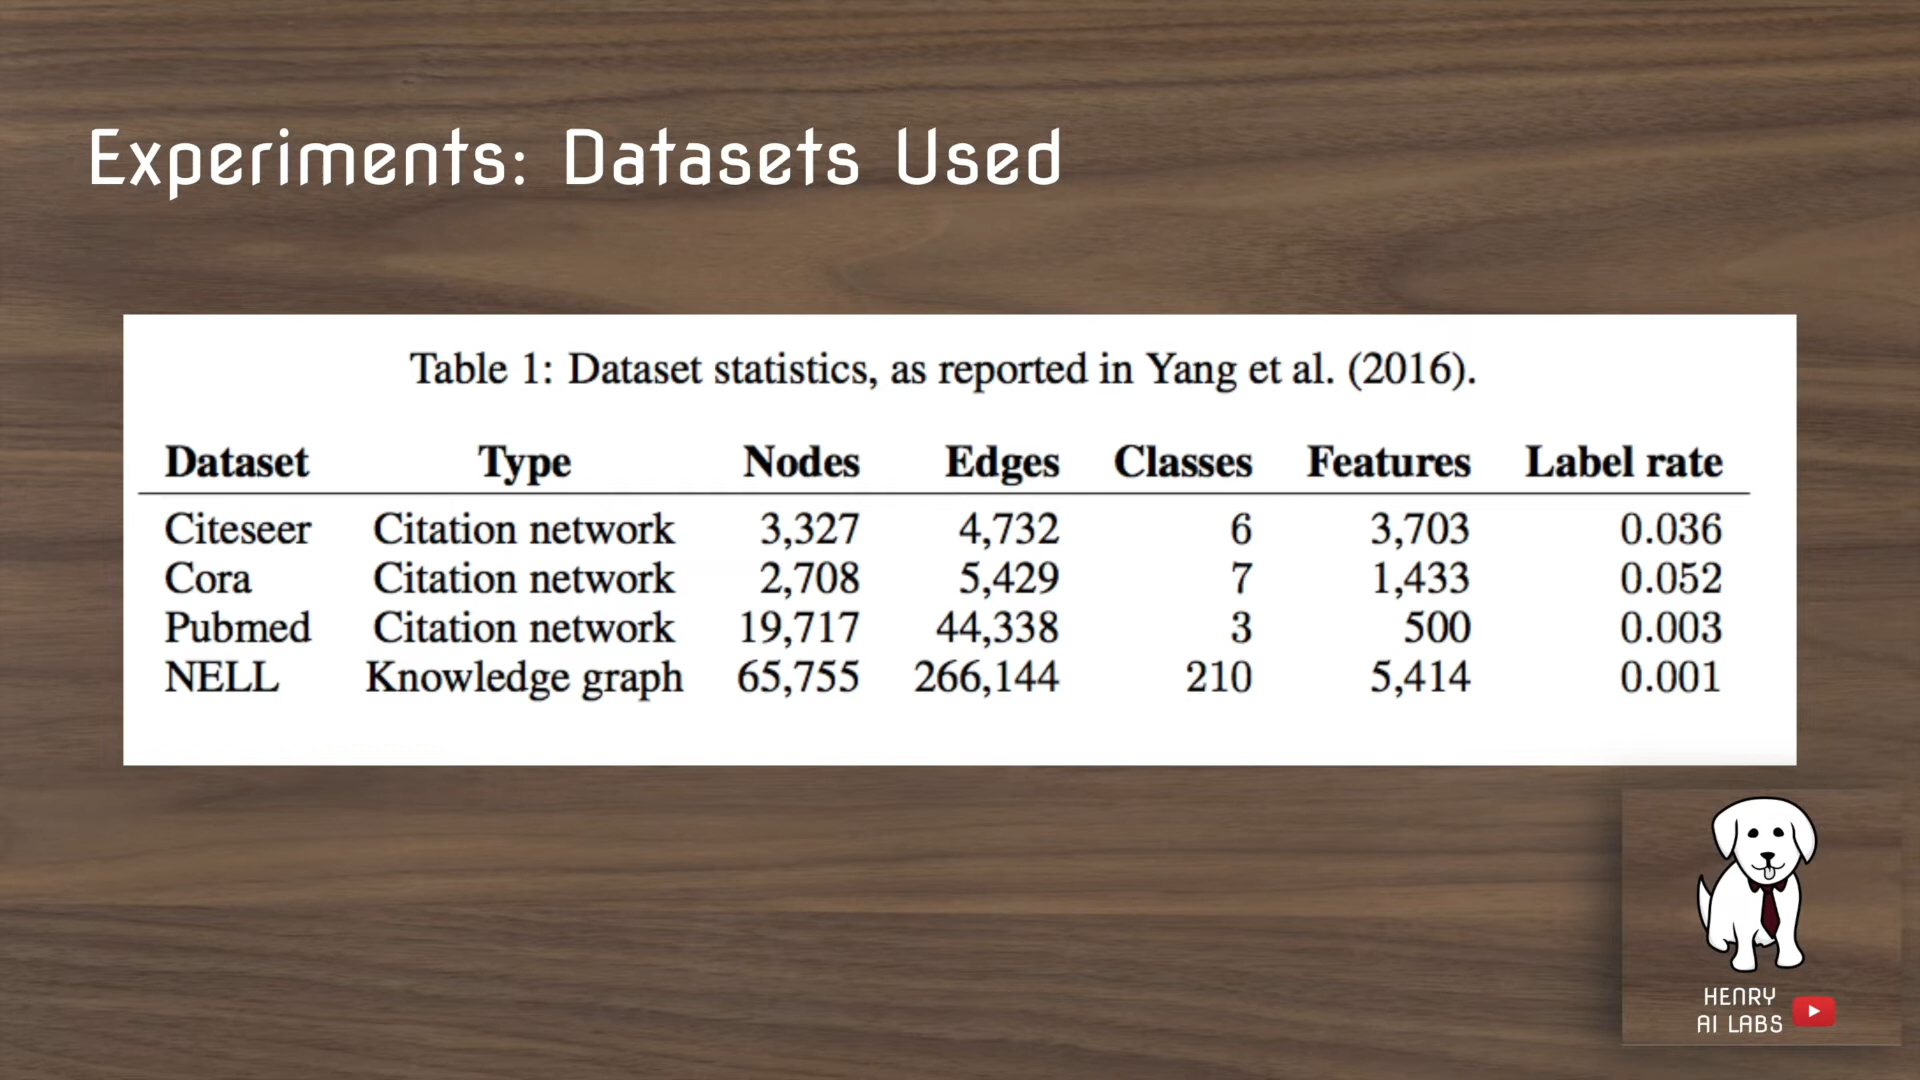 Experiments: Datasets Used
Table 1: Dataset statistics, as reported in Yang et al. (2016).
Dataset Type Nodes Edges Classes Features Label rate
Citeseer Citation network 3,327 4,732 6 3,703 0.036
Cora Citation network 2,708 5,429 7 1,433 0.052
Pubmed Citation network 19,717 44,338 3 500 0.003
NELL Knowledge graph 65,755 266,144 210 5,414 0.001
HENRY
AI LABS